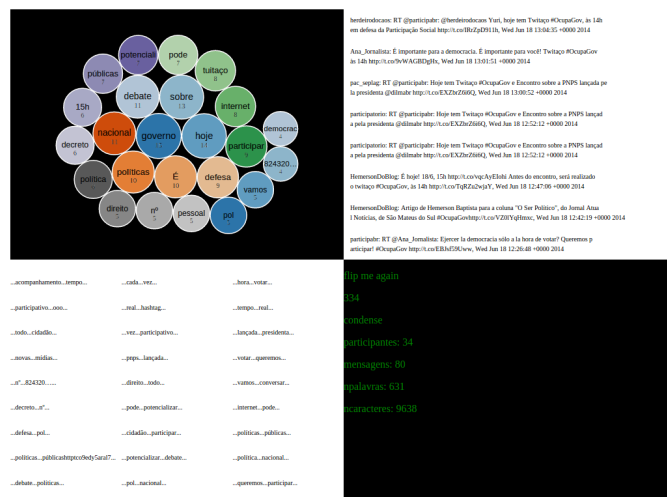 potenciali
pode
públicas
7
tuitaço
8
debate
11
sobre
13
15h
6
internet
8
democrac
4
nacional
11
governo
12
hoje
11
participar
9
decreto
6
824320...
4
política
políticas
10
É
10
defesa
9
vamos
5
direito
5
nº
5
pessoal
5
pol
herdeirodocaos: RT @participabr: @herdeirodocaos Yuri, hoje tem Twitaço #OcupaGov, às 14h
em defesa da Participação Social http://t.co/IRrZpD911h, Wed Jun 18 13:04:35 +0000 2014
Ana_Jornalista: É importante para a democracia. É importante para você! Twitaço #OcupaGov
às 14h http://t.co/9vWAGBDgHx, Wed Jun 18 13:01:51 +0000 2014
pac_seplag: RT @participabr: Hoje tem Twitaço #OcupaGov e Encontro sobre a PNPS lançada pe
la presidenta @dilmabr http://t.co/EXZbrZ6i6Q, Wed Jun 18 13:00:52 +0000 2014
participatorio: RT @participabr: Hoje tem Twitaço #OcupaGov e Encontro sobre a PNPS lançad
a pela presidenta @dilmabr http://t.co/EXZbrZ6i6Q, Wed Jun 18 12:52:12 +0000 2014
participatorio: RT @participabr: Hoje tem Twitaço #OcupaGov e Encontro sobre a PNPS lançad
a pela presidenta @dilmabr http://t.co/EXZbrZ6i6Q, Wed Jun 18 12:52:12 +0000 2014
HemersonDoBlog: É hoje! 18/6, 15h http://t.co/vqcAyEIohi Antes do encontro, será realizado
o twitaço #OcupaGov, às 14h http://t.co/TqRZu2wjaY, Wed Jun 18 12:47:06 +0000 2014
HemersonDoBlog: Artigo de Hemerson Baptista para a coluna "O Ser Político", do Jornal Atua
l Notícias, de São Mateus do Sul #OcupaGovhttp://t.co/VZ0lYqHmxc, Wed Jun 18 12:42:19 +0000 2014
participabr: RT @Ana_Jornalista: Ejercer la democracia sólo a la hora de votar? Queremos p
articipar! #OcupaGov http://t.co/EBJsf59Uww, Wed Jun 18 12:26:48 +0000 2014
...acompanhamento...tempo... ...cada...vez... ...hora...votar...
...participativo...ooo... ...real...hashtag... ...tempo...real...
...todo...cidadão... ...vez...participativo... ...lançada...presidenta...
...novas...mídias... ...pnps...lançada... ...votar...queremos...
...nº...824320…... ...direito...todo... ...vamos...conversar...
...decreto...nº... ...pode...potencializar... ...internet...pode...
...defesa...pol... ...cidadão...participar... ...políticas...públicas...
...potencializar...debate... ...política...nacional...
...debate...políticas... ...pol...nacional... ...queremos...participar...
flip me again
334
condense
participantes: 34
mensagens: 80
npalavras: 631
ncaracteres: 9638